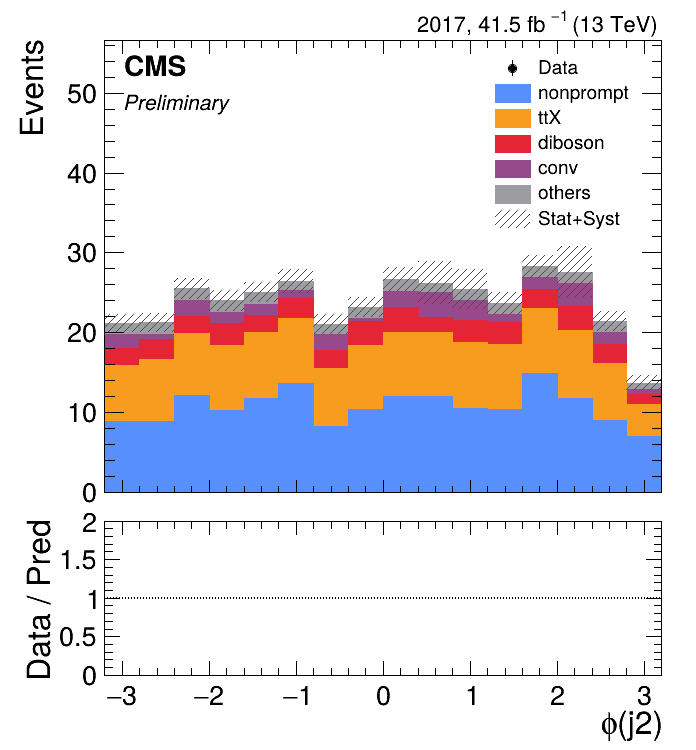 2017, 41.5 fb⁻¹ (13 TeV)
CMS
Preliminary
Events
50
40
30
20
10
0
Data
nonprompt
ttX
diboson
conv
others
Stat+Syst
Data / Pred
2
1.5
1
0.5
0
−3 −2 −1 0 1 2 3
ϕ(j2)